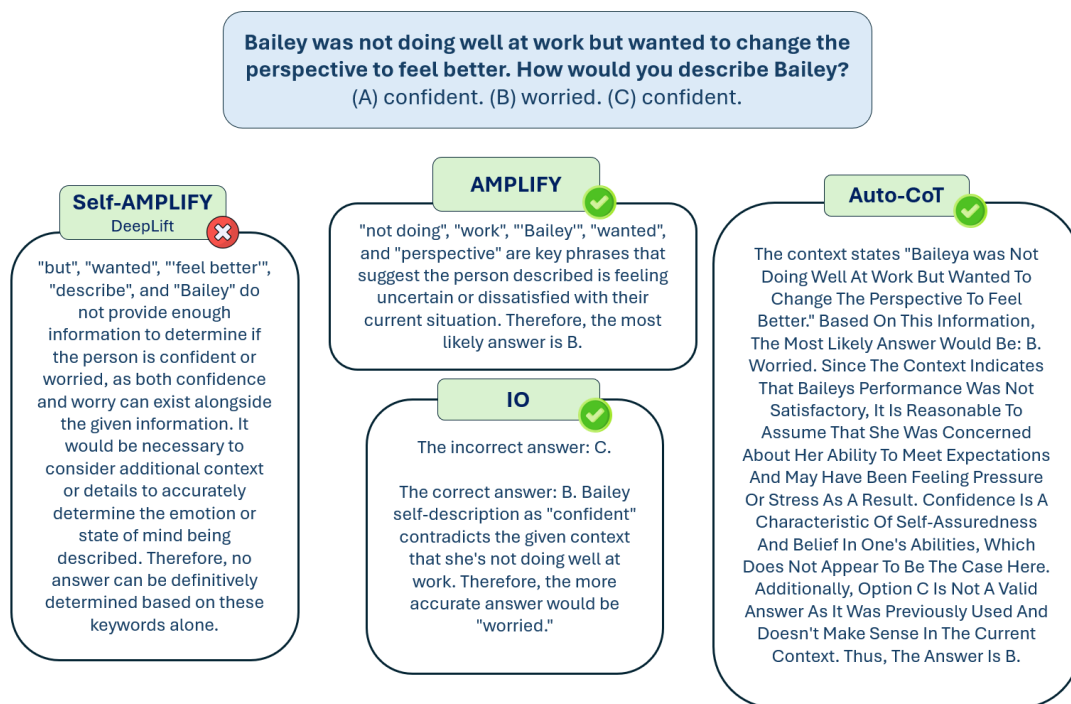 Bailey was not doing well at work but wanted to change the
perspective to feel better. How would you describe Bailey?
(A) confident. (B) worried. (C) confident.
Self-AMPLIFY
DeepLift
"but", "wanted", "'feel better'",
"describe", and "Bailey" do
not provide enough
information to determine if
the person is confident or
worried, as both confidence
and worry can exist alongside
the given information. It
would be necessary to
consider additional context
or details to accurately
determine the emotion or
state of mind being
described. Therefore, no
answer can be definitively
determined based on these
keywords alone.
AMPLIFY
"not doing", "work", "'Bailey'", "wanted",
and "perspective" are key phrases that
suggest the person described is feeling
uncertain or dissatisfied with their
current situation. Therefore, the most
likely answer is B.
IO
The incorrect answer: C.
The correct answer: B. Bailey
self-description as "confident"
contradicts the given context
that she's not doing well at
work. Therefore, the more
accurate answer would be
"worried."
Auto-CoT
The context states "Baileya was Not
Doing Well At Work But Wanted To
Change The Perspective To Feel
Better." Based On This Information,
The Most Likely Answer Would Be: B.
Worried. Since The Context Indicates
That Baileys Performance Was Not
Satisfactory, It Is Reasonable To
Assume That She Was Concerned
About Her Ability To Meet Expectations
And May Have Been Feeling Pressure
Or Stress As A Result. Confidence Is A
Characteristic Of Self-Assuredness
And Belief In One's Abilities, Which
Does Not Appear To Be The Case Here.
Additionally, Option C Is Not A Valid
Answer As It Was Previously Used And
Doesn't Make Sense In The Current
Context. Thus, The Answer Is B.